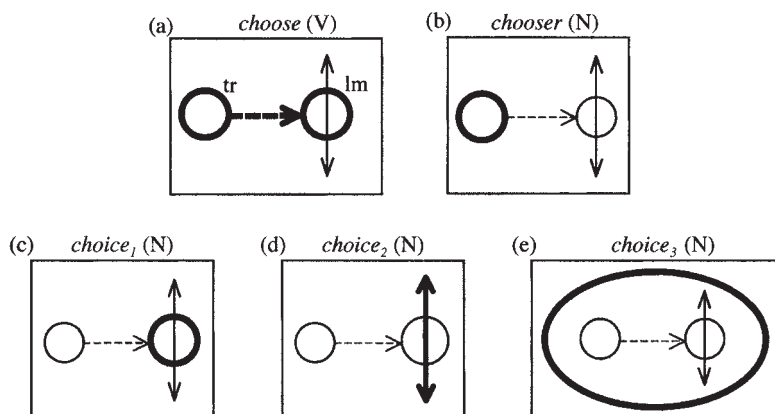 (a) choose (V)
tr
lm
(b) chooser (N)
(c) choice₁ (N)
(d) choice₂ (N)
(e) choice₃ (N)